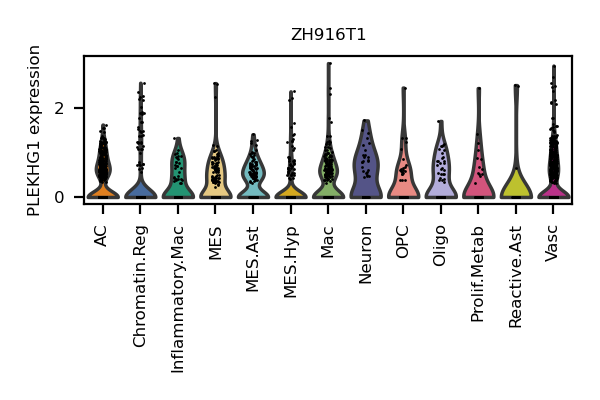 ZH916T1
PLEKHG1 expression
2
0
AC
Chromatin.Reg
Inflammatory.Mac
MES
MES.Ast
MES.Hyp
Mac
Neuron
OPC
Oligo
Prolif.Metab
Reactive.Ast
Vasc